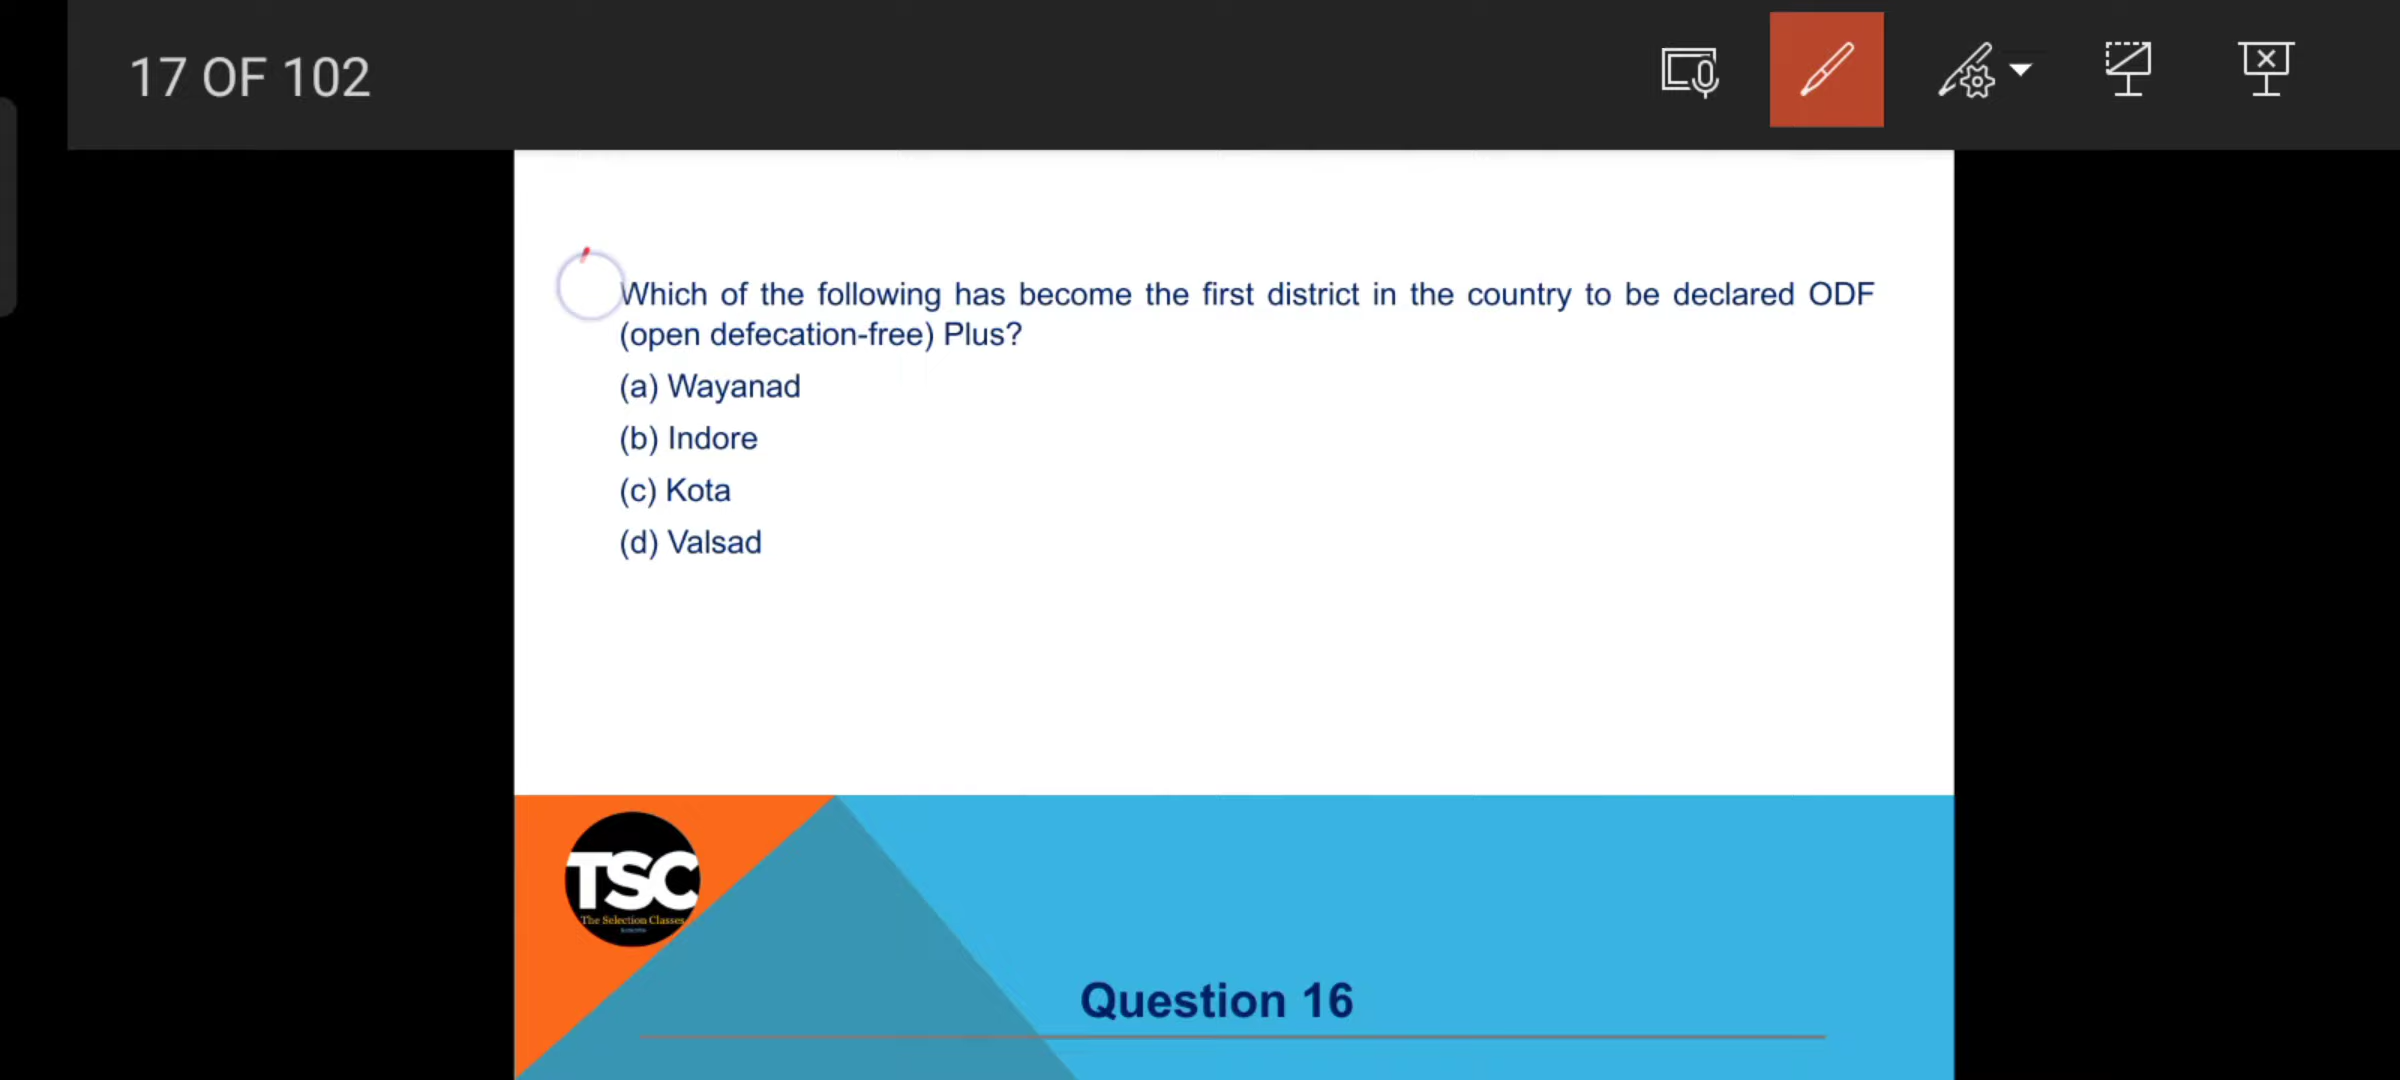 17 OF 102
Which of the following has become the first district in the country to be declared ODF
(open defecation-free) Plus?
(a) Wayanad
(b) Indore
(c) Kota
(d) Valsad
TSC
The Selection Classes
Question 16